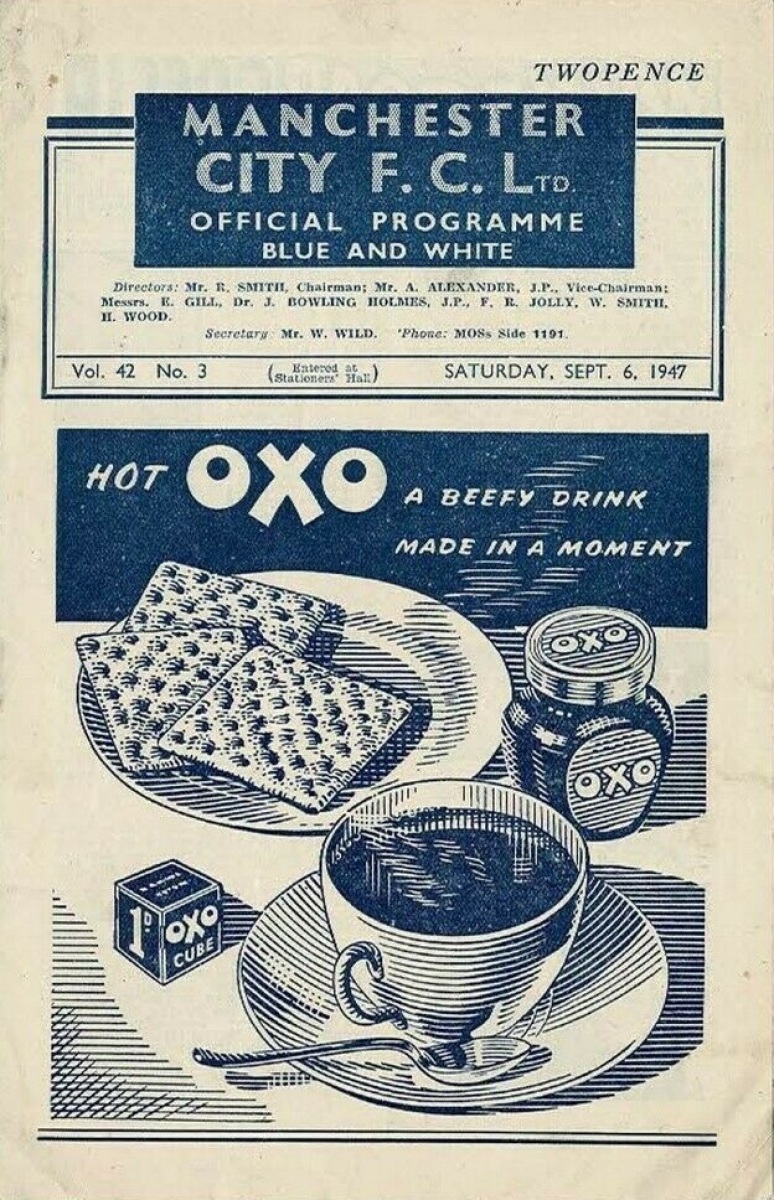 TWOPENCE
MANCHESTER
CITY F. C. LTD.
OFFICIAL PROGRAMME
BLUE AND WHITE
Directors: Mr. R. SMITH, Chairman; Mr. A. ALEXANDER, J.P., Vice-Chairman;
Messrs. E. GILL, Dr. J. BOWLING HOLMES, J.P., F. R. JOLLY, W. SMITH,
H. WOOD.
Secretary: Mr. W. WILD. 'Phone: MOSs Side 1191.
Vol. 42 No. 3 (Entered at Stationers' Hall) SATURDAY, SEPT. 6, 1947
HOT OXO A BEEFY DRINK
MADE IN A MOMENT
OXO
OXO
1D OXO
CUBE